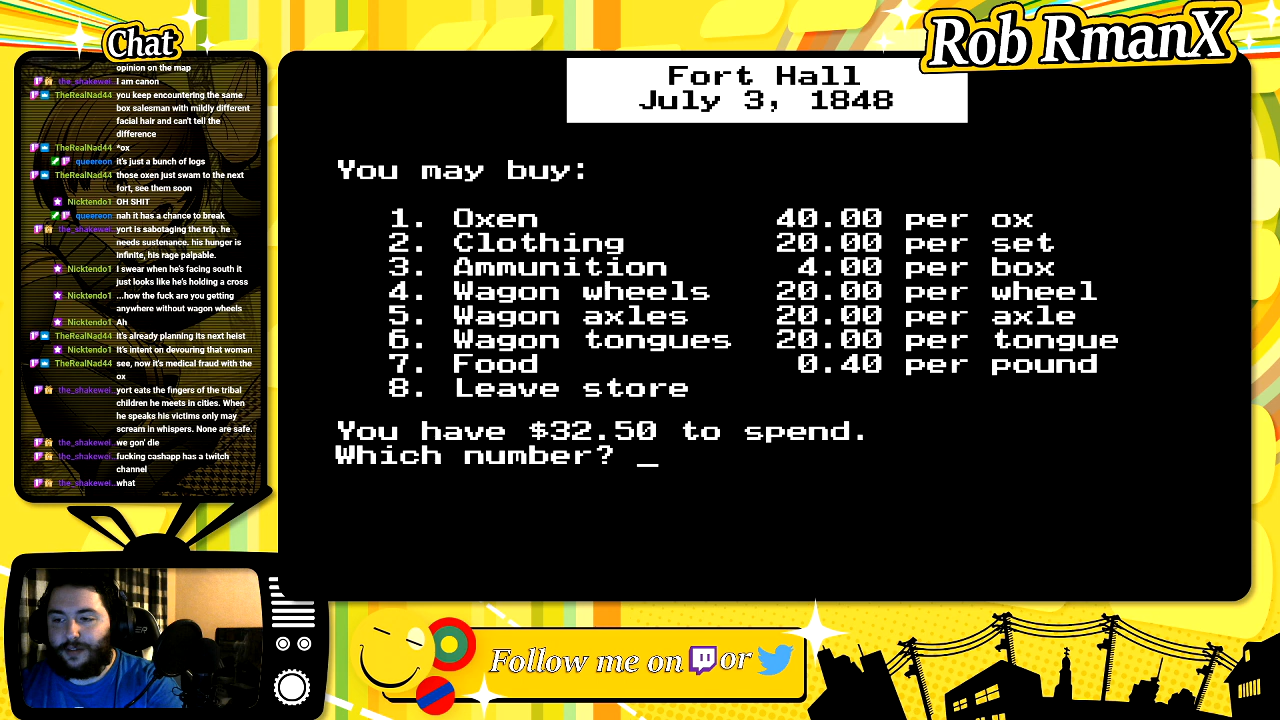 Chat
Rob RmanX
opinion on the map
the_shakewei.. I am a cat
TheRealNad44 you keep encountering the same
box salesman with mildly different
facial hair and can't tell the
difference
TheRealNad44 *ox
queereon it's just a bunch of logs
TheRealNad44 those oxen just swam to the next
fort, see them soon
Nicktendo1 OH SHIT
queereon nah it has a chance to break
the_shakewei.. yort is sabotaging the trip. he
needs sustenance. his hunger is
infinite, his rage palpable.
Nicktendo1 I swear when he's facing south it
just looks like he's holding a cross
Nicktendo1 ...how the fuck are you getting
anywhere without wagon wheels
Nicktendo1 Ah
TheRealNad44 It's already planning its next heist
Nicktendo1 It's intent on devouring that woman
TheRealNad44 see, now it's medical fraud with the
ox
the_shakewei.. yort eats the fingers of the tribal
children he meets in cities. When
he speaks his victims only may
scream in whispers. None are safe.
the_shakewei.. we gon' die
the_shakewei.. fucking cashapp has a twitch
channel
the_shakewei.. what
Fort Hall
July 3, 1848
You may buy:
1. Oxen 40.00 per ox
2. Clothing 20.00 per set
3. Ammunition 4.00 per box
4. Wagon wheels 20.00 per wheel
5. Wagon axles 20.00 per axle
6. Wagon tongues 20.00 per tongue
7. Food 0.40 per pound
8. Leave store
You have $32.50 to spend.
Which number? _
Follow me on or